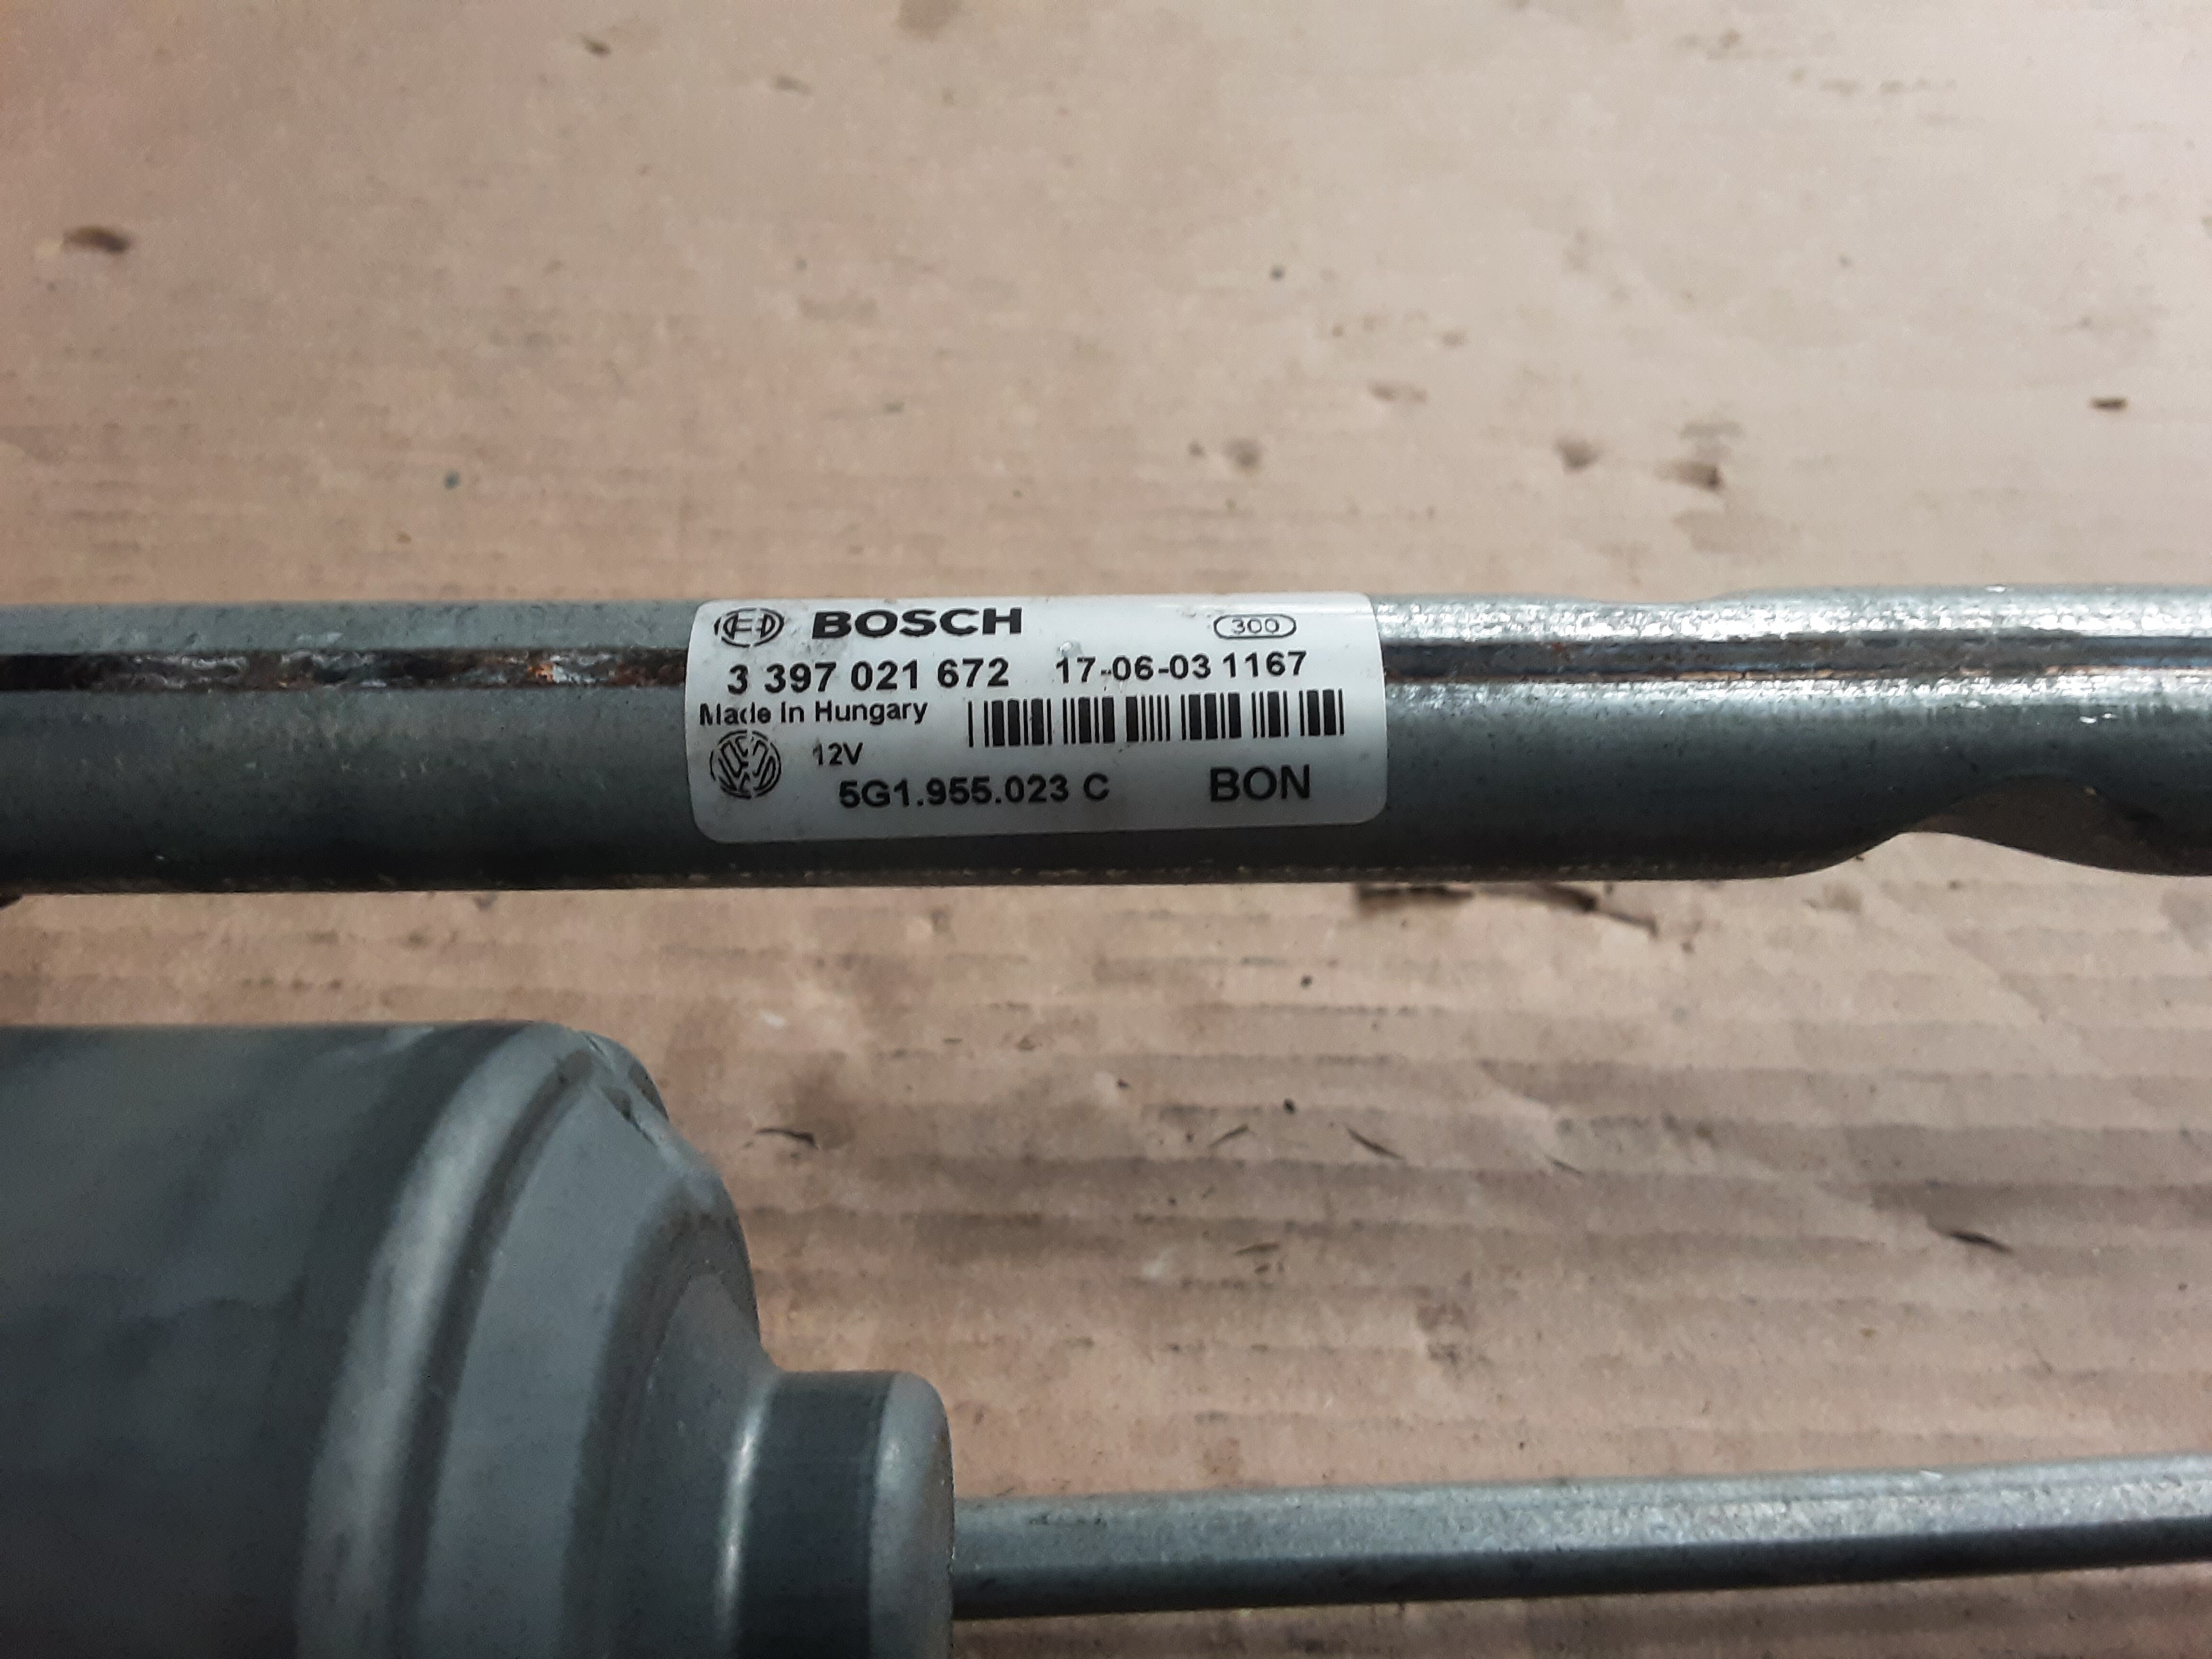 BOSCH 300
3 397 021 672 17-06-03 1167
Made In Hungary
12V
5G1.955.023 C BON